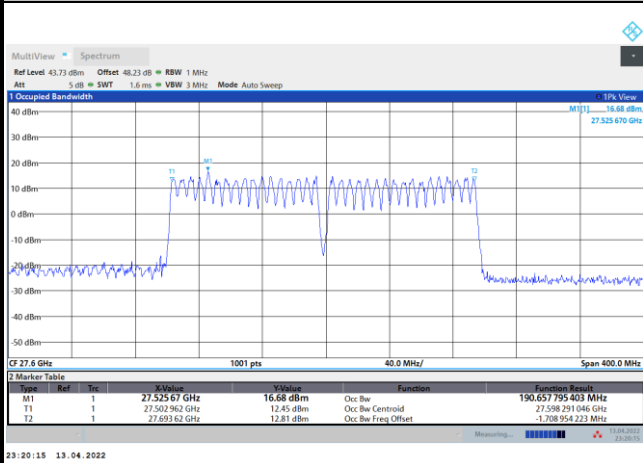 MultiView Spectrum
Ref Level 43.73 dBm Offset 48.23 dB RBW 1 MHz
Att 5 dB SWT 1.6 ms VBW 3 MHz Mode Auto Sweep
1 Occupied Bandwidth 1Pk View
M1[1] 16.68 dBm
27.525 670 GHz
40 dBm
30 dBm
20 dBm
M1
T1 T2
10 dBm
0 dBm
-10 dBm
-20 dBm
-30 dBm
-40 dBm
-50 dBm
CF 27.6 GHz 1001 pts 40.0 MHz/ Span 400.0 MHz
2 Marker Table
Type Ref Trc X-Value Y-Value Function Function Result
M1 1 27.525 67 GHz 16.68 dBm Occ Bw 190.657 795 403 MHz
T1 1 27.502 962 GHz 12.45 dBm Occ Bw Centroid 27.598 291 046 GHz
T2 1 27.693 62 GHz 12.81 dBm Occ Bw Freq Offset -1.708 954 223 MHz
Measuring... 13.04.2022
23:20:15
23:20:15 13.04.2022